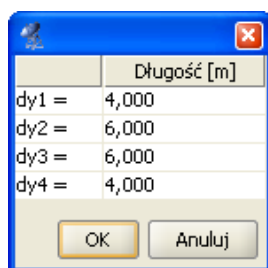 Długość [m]
dy1 = 4,000
dy2 = 6,000
dy3 = 6,000
dy4 = 4,000
OK Anuluj